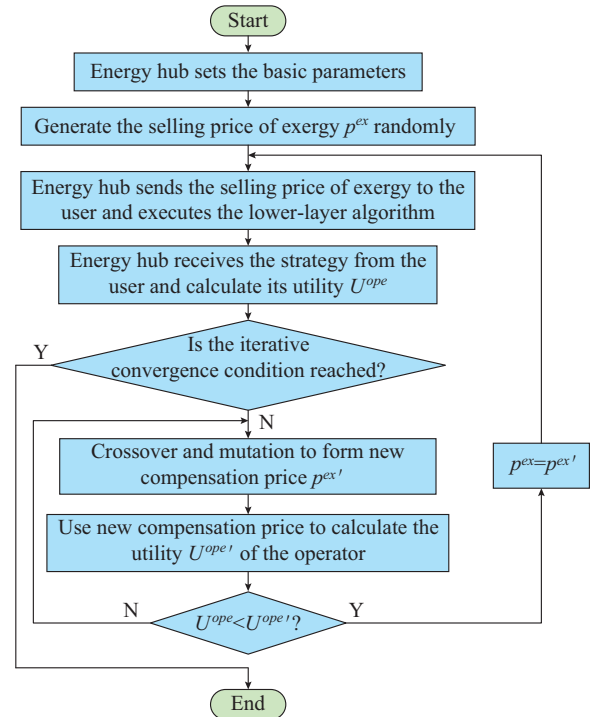 Start
Energy hub sets the basic parameters
Generate the selling price of exergy p^ex randomly
Energy hub sends the selling price of exergy to the
user and executes the lower-layer algorithm
Energy hub receives the strategy from the
user and calculate its utility U^ope
Is the iterative
convergence condition reached?
Y
N
Crossover and mutation to form new
compensation price p^ex′
p^ex=p^ex′
Use new compensation price to calculate the
utility U^ope′ of the operator
N
U^ope<U^ope′?
Y
End